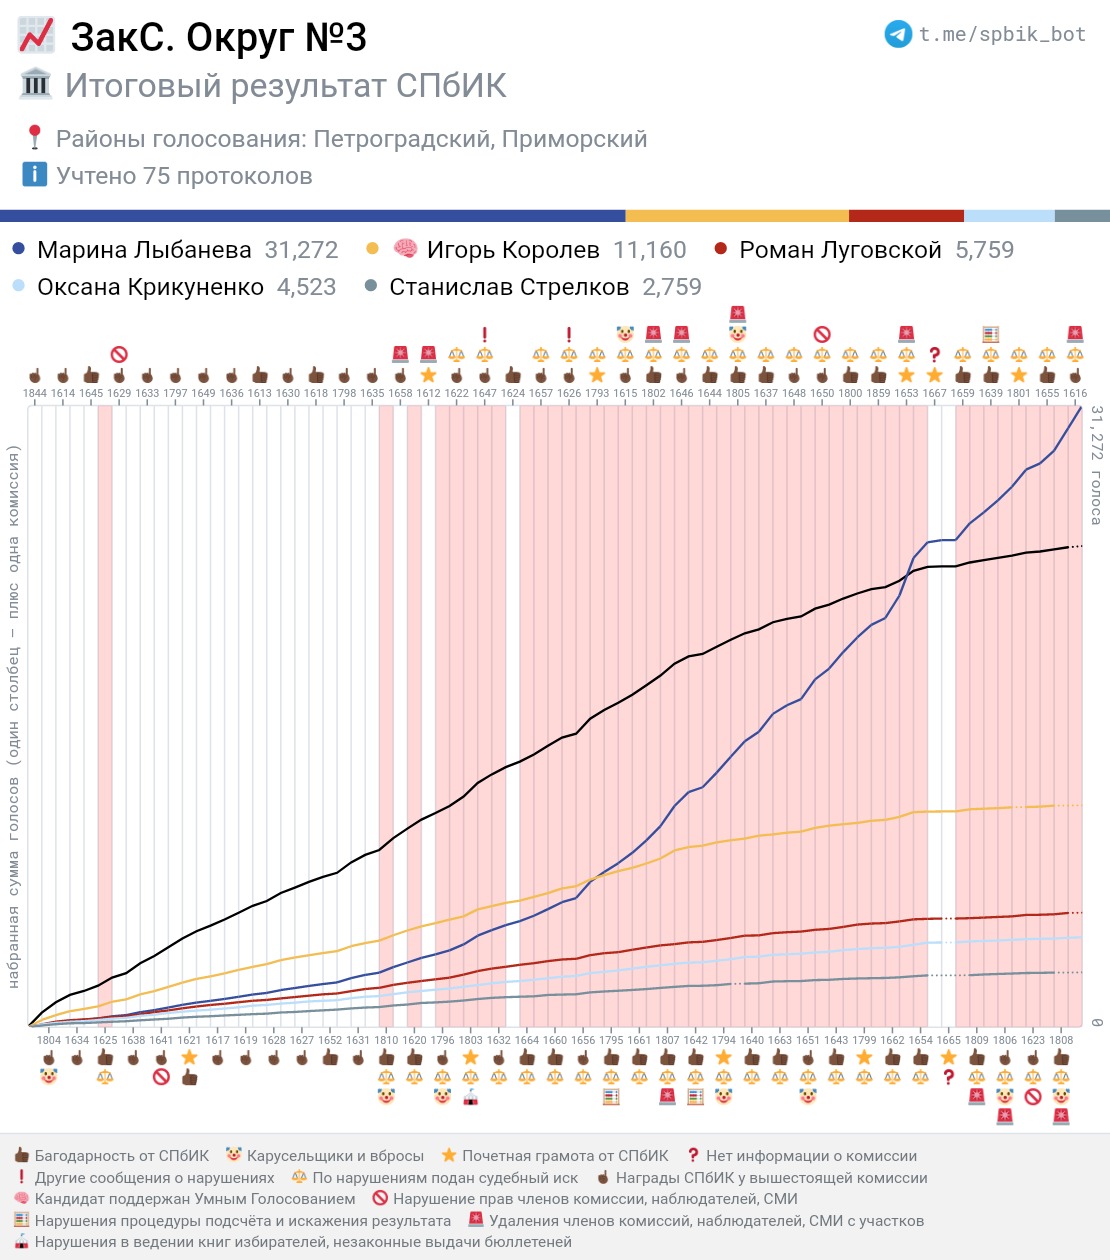 ЗакС. Округ №3
t.me/spbik_bot
Итоговый результат СПбИК
Районы голосования: Петроградский, Приморский
Учтено 75 протоколов
Марина Лыбанева 31,272 Игорь Королев 11,160 Роман Луговской 5,759
Оксана Крикуненко 4,523 Станислав Стрелков 2,759
1844 1614 1645 1629 1633 1797 1649 1636 1613 1630 1618 1798 1635 1658 1612 1622 1647 1624 1657 1626 1793 1615 1802 1646 1644 1805 1637 1648 1650 1800 1859 1653 1667 1659 1639 1801 1655 1616
31,272 голоса
набранная сумма голосов (один столбец – плюс одна комиссия)
0
1804 1634 1625 1638 1641 1621 1617 1619 1628 1627 1652 1631 1810 1620 1796 1803 1632 1664 1660 1656 1795 1661 1807 1642 1794 1640 1663 1651 1643 1799 1662 1654 1665 1809 1806 1623 1808
Багодарность от СПбИК Карусельщики и вбросы Почетная грамота от СПбИК Нет информации о комиссии
Другие сообщения о нарушениях По нарушениям подан судебный иск Награды СПбИК у вышестоящей комиссии
Кандидат поддержан Умным Голосованием Нарушение прав членов комиссии, наблюдателей, СМИ
Нарушения процедуры подсчёта и искажения результата Удаления членов комиссий, наблюдателей, СМИ с участков
Нарушения в ведении книг избирателей, незаконные выдачи бюллетеней